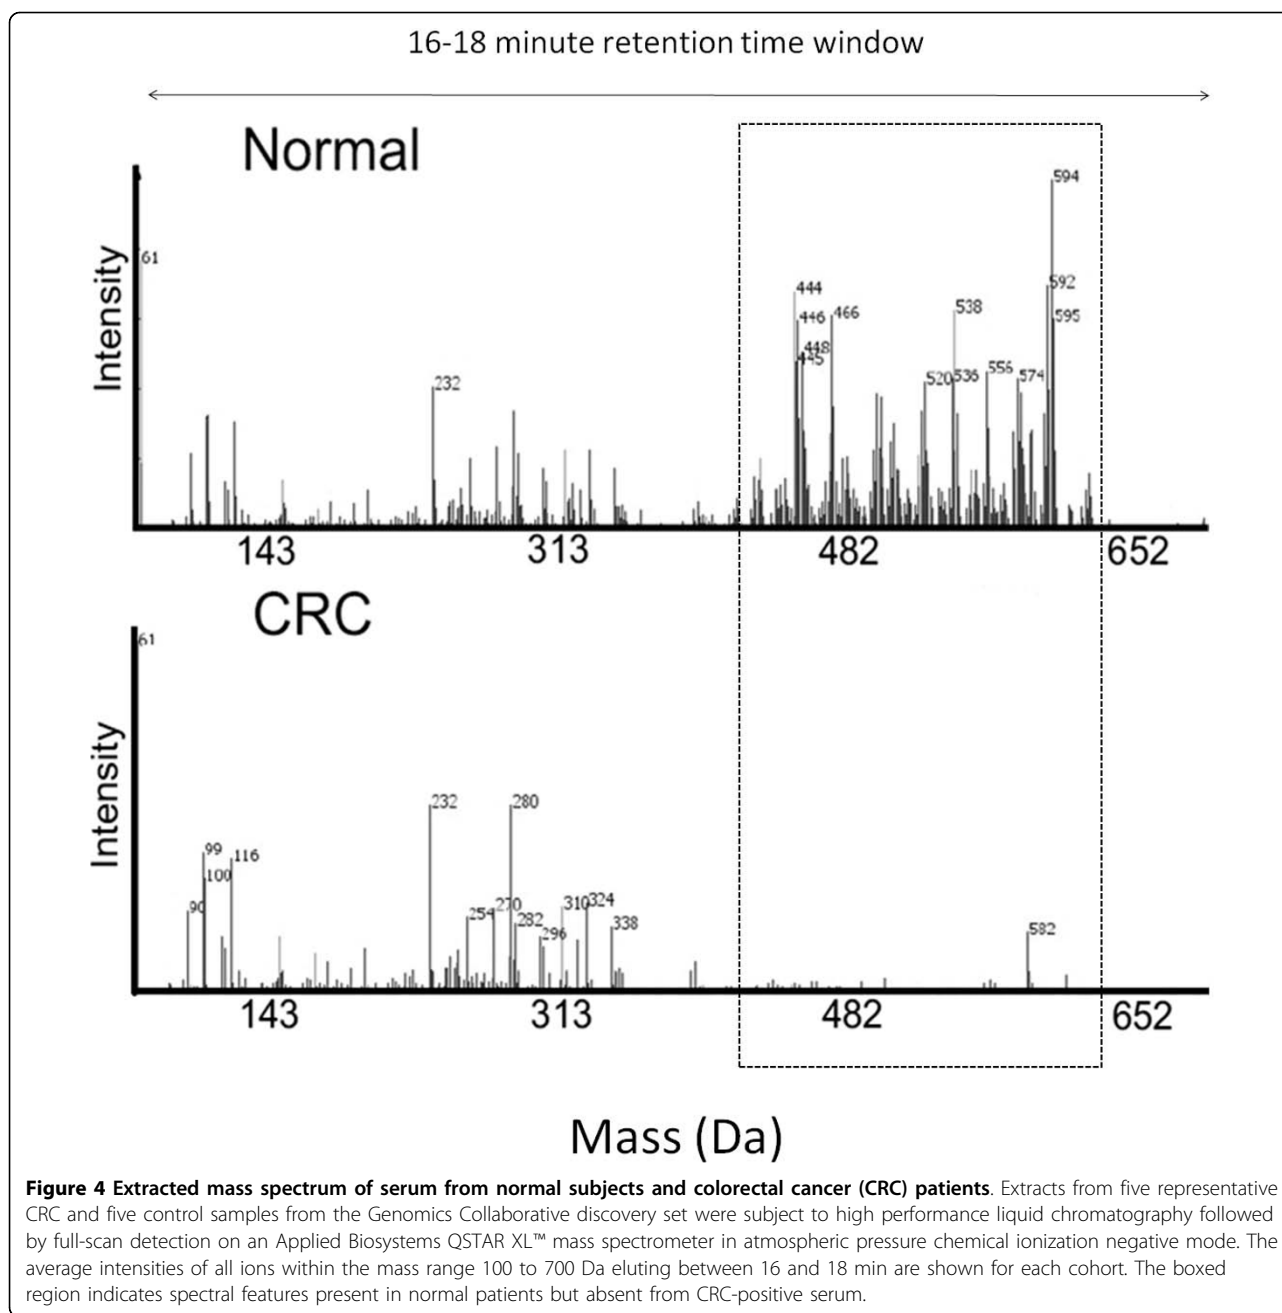 16-18 minute retention time window
Normal
Intensity
61
232
444
446
448
445
466
520
536
538
556
574
594
592
595
143 313 482 652
CRC
Intensity
61
90
99
100
116
232
254
270
280
282
296
310
324
338
582
143 313 482 652
Mass (Da)
Figure 4 Extracted mass spectrum of serum from normal subjects and colorectal cancer (CRC) patients. Extracts from five representative
CRC and five control samples from the Genomics Collaborative discovery set were subject to high performance liquid chromatography followed
by full-scan detection on an Applied Biosystems QSTAR XL™ mass spectrometer in atmospheric pressure chemical ionization negative mode. The
average intensities of all ions within the mass range 100 to 700 Da eluting between 16 and 18 min are shown for each cohort. The boxed
region indicates spectral features present in normal patients but absent from CRC-positive serum.